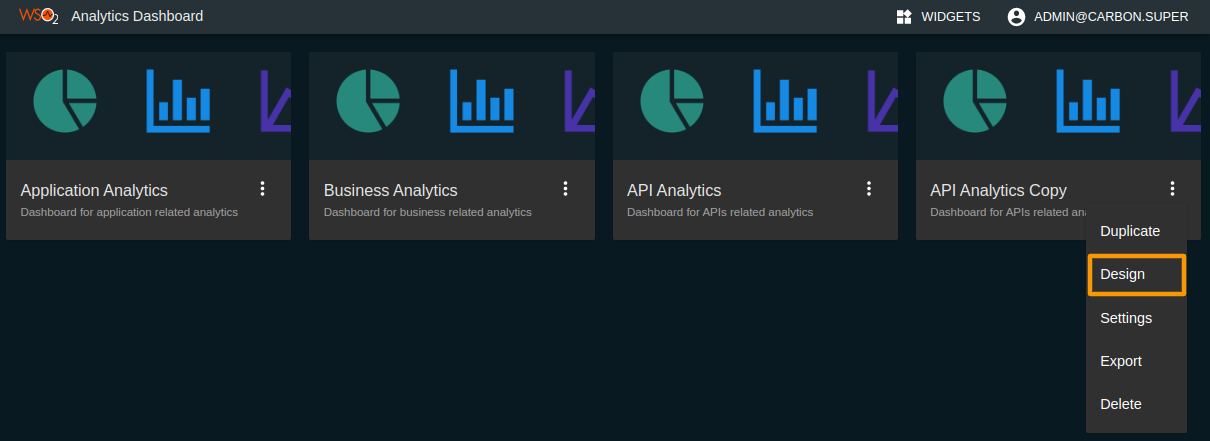 WSO2 Analytics Dashboard WIDGETS ADMIN@CARBON.SUPER
Application Analytics
Dashboard for application related analytics
Business Analytics
Dashboard for business related analytics
API Analytics
Dashboard for APIs related analytics
API Analytics Copy
Dashboard for APIs related an
Duplicate
Design
Settings
Export
Delete